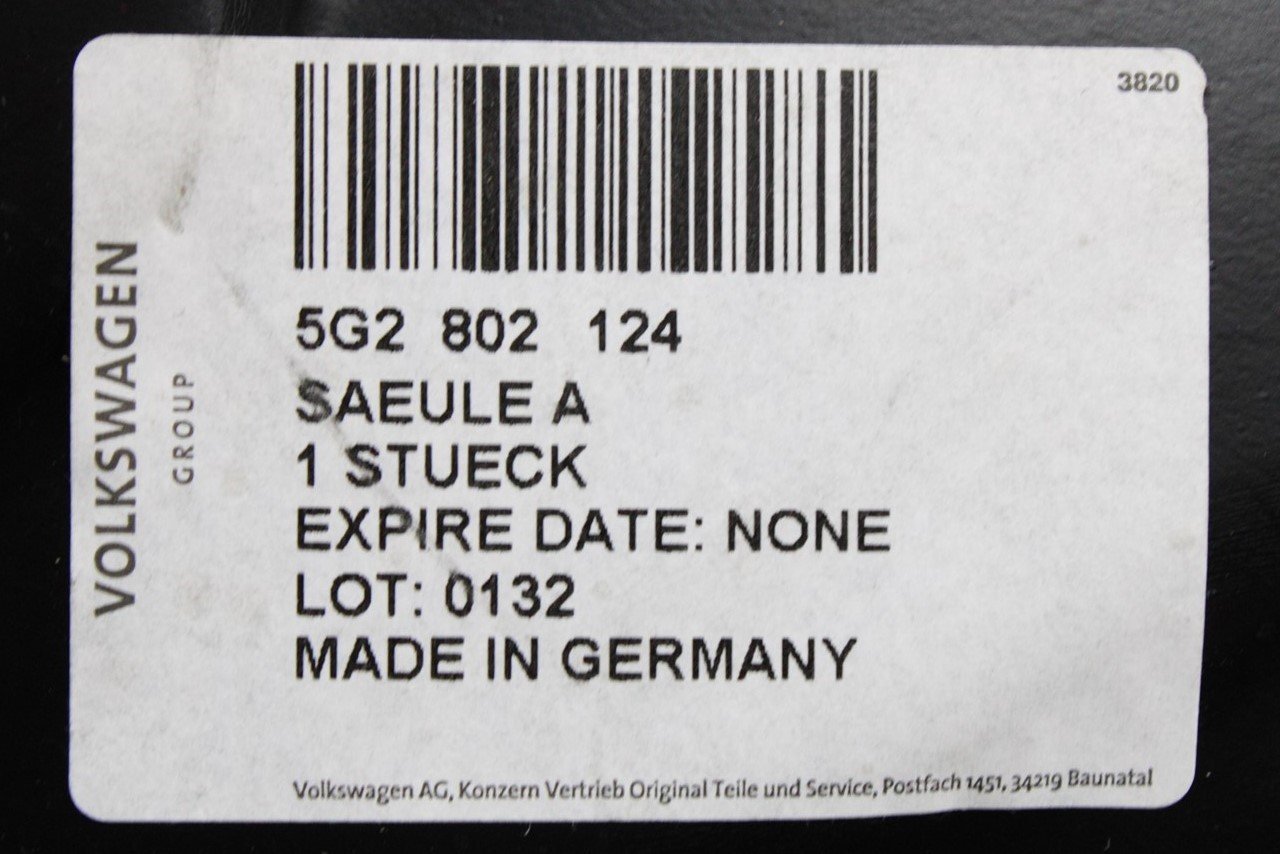 3820
VOLKSWAGEN
GROUP
5G2 802 124
SAEULE A
1 STUECK
EXPIRE DATE: NONE
LOT: 0132
MADE IN GERMANY
Volkswagen AG, Konzern Vertrieb Original Teile und Service, Postfach 1451, 34219 Baunatal